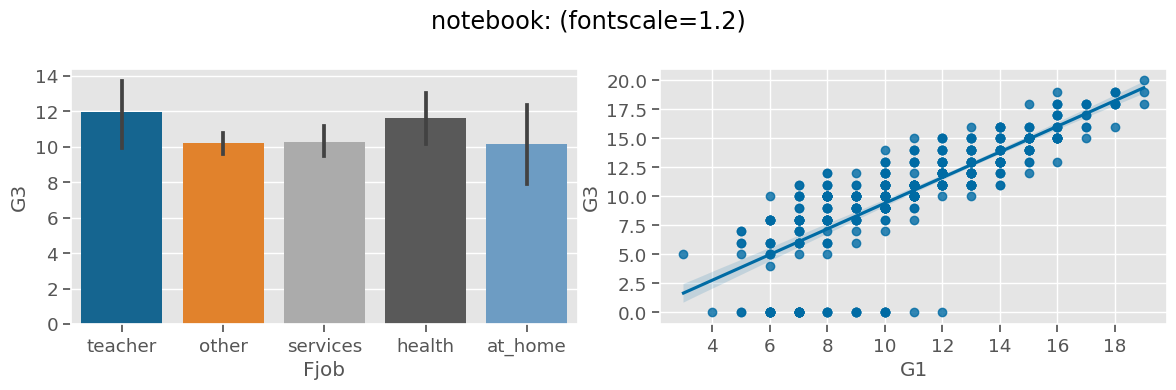 notebook: (fontscale=1.2)
14
12
10
8
6
4
2
0
G3
teacher other services health at_home
Fjob
20.0
17.5
15.0
12.5
10.0
7.5
5.0
2.5
0.0
G3
4 6 8 10 12 14 16 18
G1